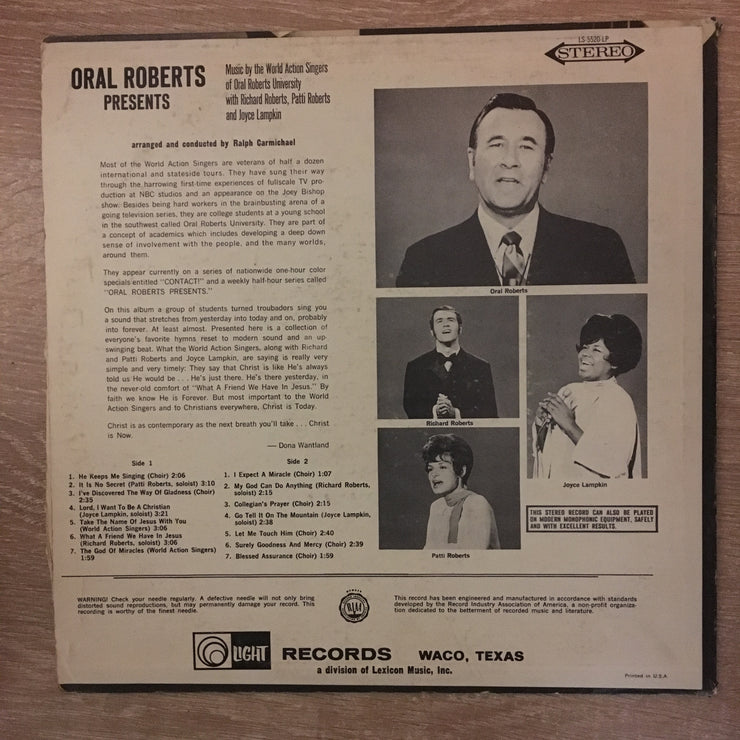 LS 5520-LP
STEREO
ORAL ROBERTS
PRESENTS
Music by the World Action Singers
of Oral Roberts University
with Richard Roberts, Patti Roberts
and Joyce Lampkin
arranged and conducted by Ralph Carmichael
Most of the World Action Singers are veterans of half a dozen
international and stateside tours. They have sung their way
through the harrowing first-time experiences of fullscale TV pro-
duction at NBC studios and an appearance on the Joey Bishop
show. Besides being hard workers in the brainbusting arena of a
going television series, they are college students at a young school
in the southwest called Oral Roberts University. They are part of
a concept of academics which includes developing a deep down
sense of involvement with the people, and the many worlds,
around them.
They appear currently on a series of nationwide one-hour color
specials entitled "CONTACT!" and a weekly half-hour series called
"ORAL ROBERTS PRESENTS."
On this album a group of students turned troubadors sing you
a sound that stretches from yesterday into today and on, probably
into forever. At least almost. Presented here is a collection of
everyone's favorite hymns reset to modern sound and an up
swinging beat. What the World Action Singers, along with Richard
and Patti Roberts and Joyce Lampkin, are saying is really very
simple and very timely: They say that Christ is like He's always
told us He would be . . . He's just there. He's there yesterday, in
the never-old comfort of "What A Friend We Have In Jesus." By
faith we know He is Forever. But most important to the World
Action Singers and to Christians everywhere, Christ is Today.
Christ is as contemporary as the next breath you'll take . . . Christ
is Now.
— Dona Wantland
Side 1
1. He Keeps Me Singing (Choir) 2:06
2. It Is No Secret (Patti Roberts, soloist) 3:10
3. I've Discovered The Way Of Gladness (Choir)
2:35
4. Lord, I Want To Be A Christian
(Joyce Lampkin, soloist) 3:21
5. Take The Name Of Jesus With You
(World Action Singers) 3:06
6. What A Friend We Have In Jesus
(Richard Roberts, soloist) 3:06
7. The God Of Miracles (World Action Singers)
1:59
Side 2
1. I Expect A Miracle (Choir) 1:07
2. My God Can Do Anything (Richard Roberts,
soloist) 2:15
3. Collegian's Prayer (Choir) 2:15
4. Go Tell It On The Mountain (Joyce Lampkin,
soloist) 2:38
5. Let Me Touch Him (Choir) 2:40
6. Surely Goodness And Mercy (Choir) 2:39
7. Blessed Assurance (Choir) 1:59
Oral Roberts
Richard Roberts
Joyce Lampkin
Patti Roberts
THIS STEREO RECORD CAN ALSO BE PLAYED
ON MODERN MONOPHONIC EQUIPMENT, SAFELY
AND WITH EXCELLENT RESULTS.
WARNING! Check your needle regularly. A defective needle will not only bring
distorted sound reproductions, but may permanently damage your record. This
recording is worthy of the finest needle.
RIAA
This record has been engineered and manufactured in accordance with standards
developed by the Record Industry Association of America, a non-profit organiza-
tion dedicated to the betterment of recorded music and literature.
LIGHT RECORDS WACO, TEXAS
a division of Lexicon Music, Inc.
Printed in U.S.A.